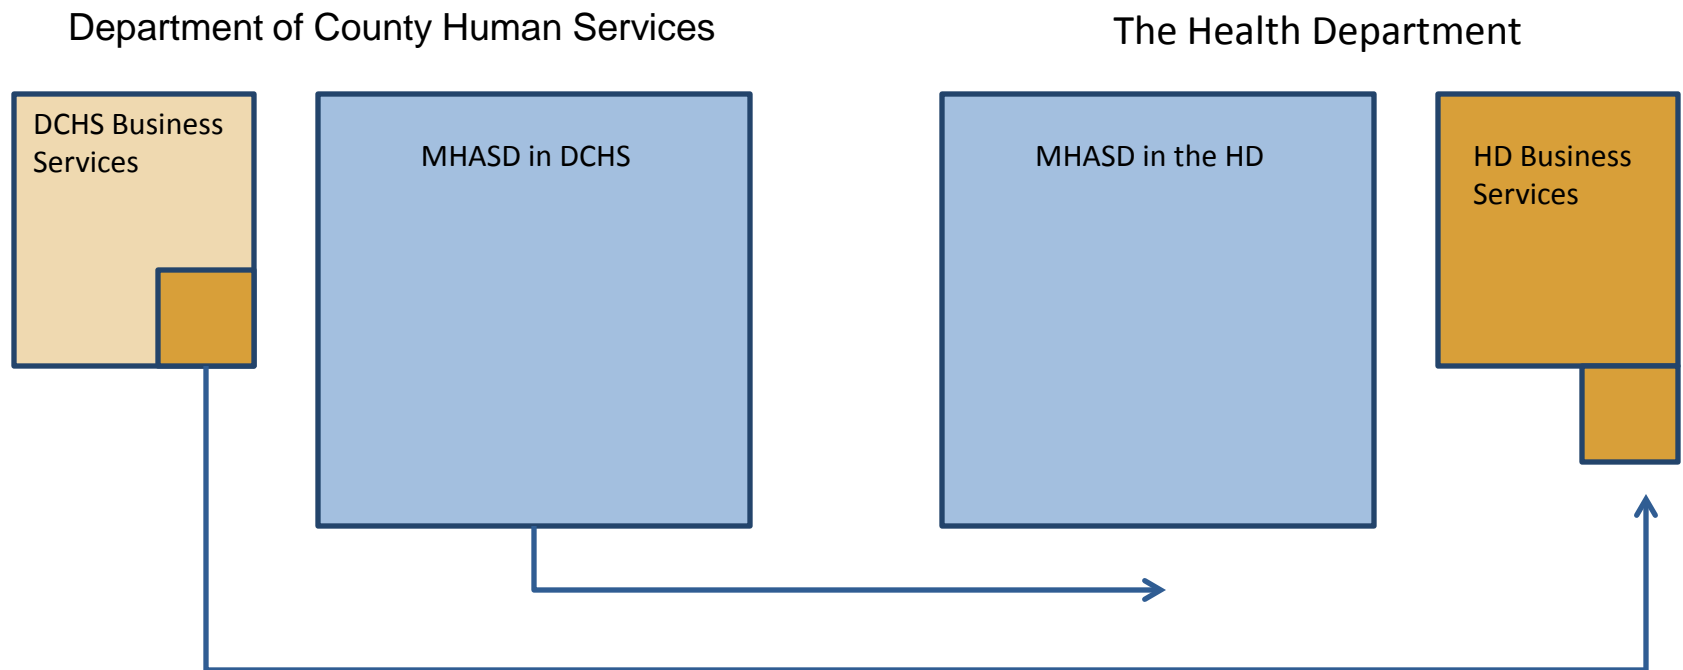 Department of County Human Services
The Health Department
DCHS Business
Services
MHASD in DCHS
MHASD in the HD
HD Business
Services